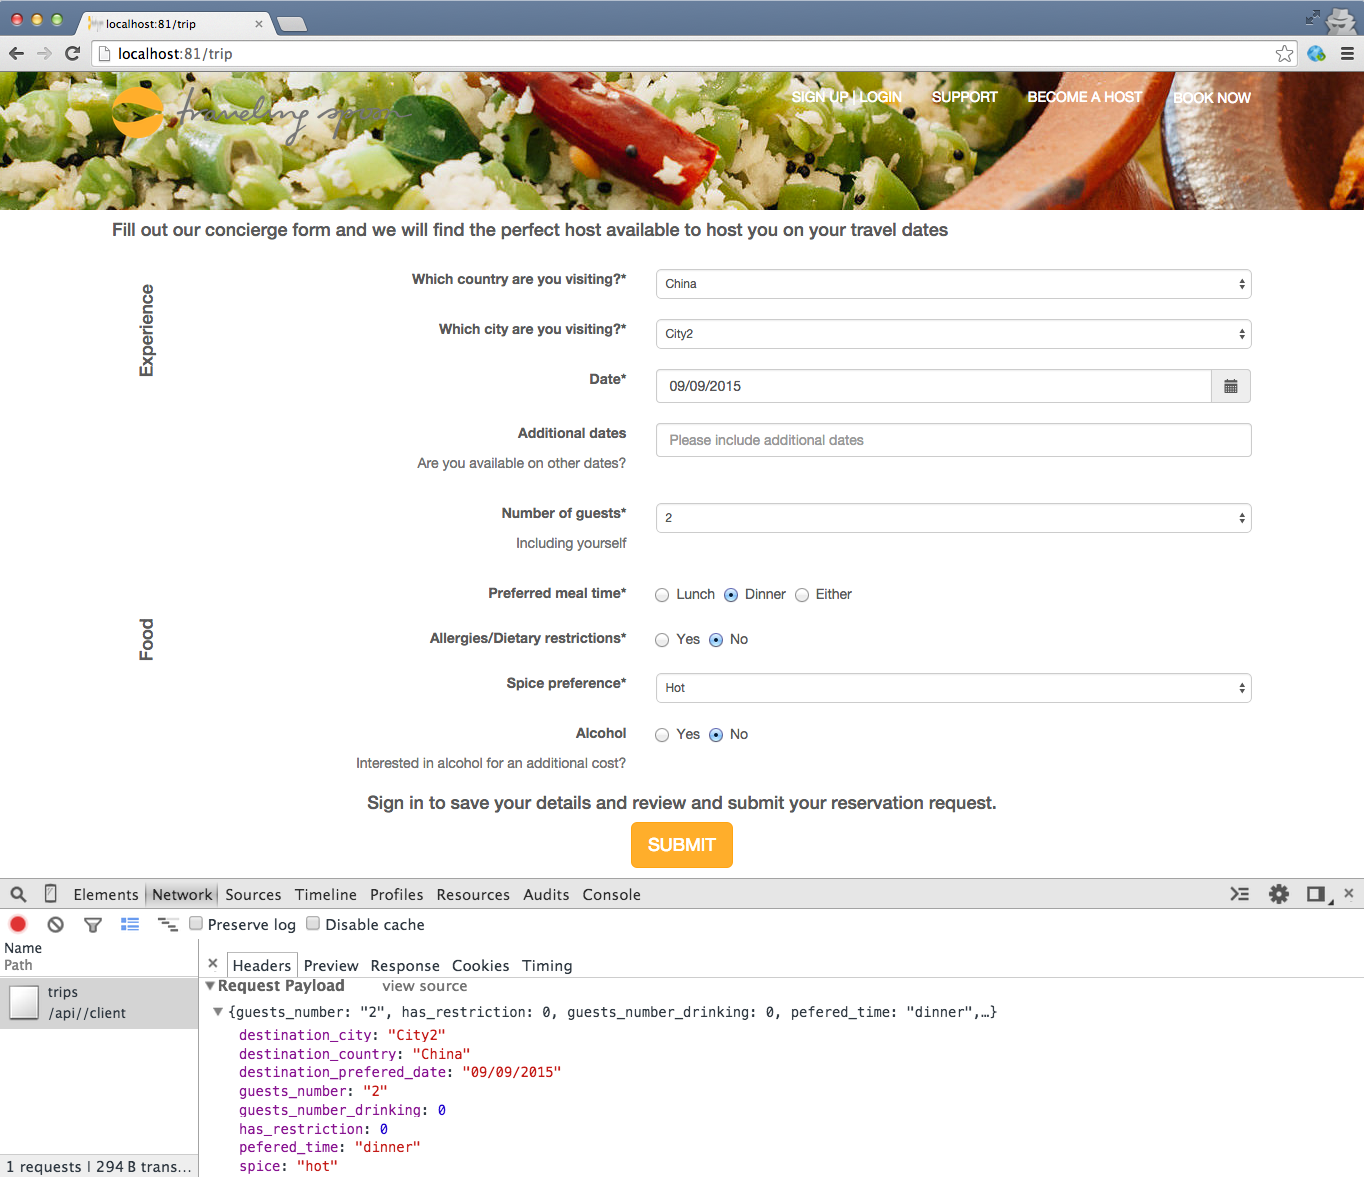 localhost:81/trip
localhost:81/trip
traveling spoon
SIGN UP | LOGIN SUPPORT BECOME A HOST BOOK NOW
Fill out our concierge form and we will find the perfect host available to host you on your travel dates
Experience
Which country are you visiting?* China
Which city are you visiting?* City2
Date* 09/09/2015
Additional dates Please include additional dates
Are you available on other dates?
Number of guests* 2
Including yourself
Food
Preferred meal time* Lunch Dinner Either
Allergies/Dietary restrictions* Yes No
Spice preference* Hot
Alcohol Yes No
Interested in alcohol for an additional cost?
Sign in to save your details and review and submit your reservation request.
SUBMIT
Elements Network Sources Timeline Profiles Resources Audits Console
Preserve log Disable cache
Name
Path
Headers Preview Response Cookies Timing
trips
/api//client
Request Payload view source
{guests_number: "2", has_restriction: 0, guests_number_drinking: 0, pefered_time: "dinner",…}
destination_city: "City2"
destination_country: "China"
destination_prefered_date: "09/09/2015"
guests_number: "2"
guests_number_drinking: 0
has_restriction: 0
pefered_time: "dinner"
spice: "hot"
1 requests | 294 B trans...